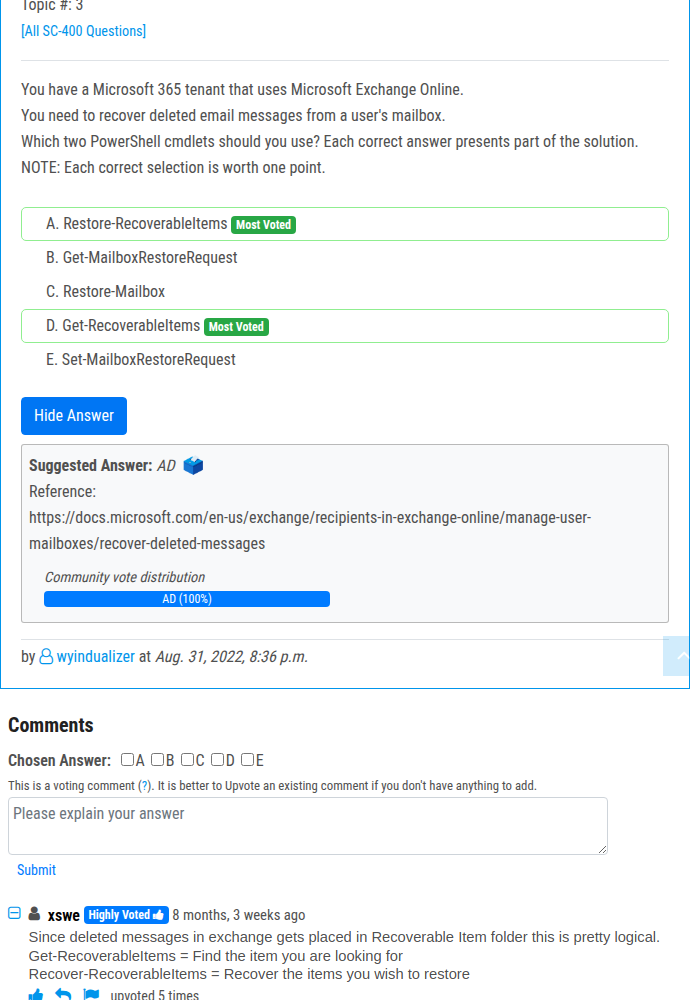 Topic #: 3
[All SC-400 Questions]
You have a Microsoft 365 tenant that uses Microsoft Exchange Online.
You need to recover deleted email messages from a user's mailbox.
Which two PowerShell cmdlets should you use? Each correct answer presents part of the solution.
NOTE: Each correct selection is worth one point.
A. Restore-RecoverableItems Most Voted
B. Get-MailboxRestoreRequest
C. Restore-Mailbox
D. Get-RecoverableItems Most Voted
E. Set-MailboxRestoreRequest
Hide Answer
Suggested Answer: AD
Reference:
https://docs.microsoft.com/en-us/exchange/recipients-in-exchange-online/manage-user-
mailboxes/recover-deleted-messages
Community vote distribution
AD (100%)
by wyindualizer at Aug. 31, 2022, 8:36 p.m.
Comments
Chosen Answer: A B C D E
This is a voting comment (?). It is better to Upvote an existing comment if you don't have anything to add.
Please explain your answer
Submit
xswe Highly Voted 8 months, 3 weeks ago
Since deleted messages in exchange gets placed in Recoverable Item folder this is pretty logical.
Get-RecoverableItems = Find the item you are looking for
Recover-RecoverableItems = Recover the items you wish to restore
upvoted 5 times